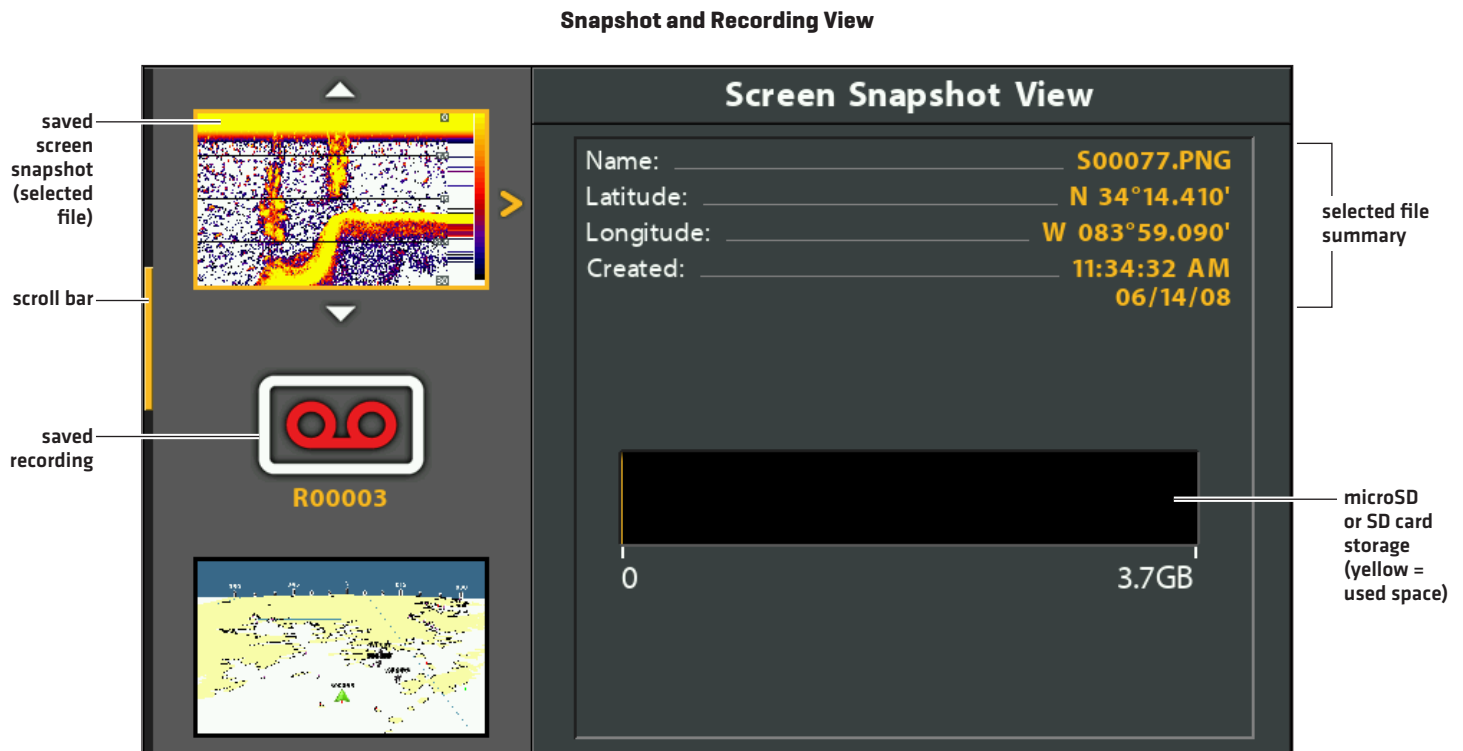 Snapshot and Recording View
saved
screen
snapshot
(selected
file)
scroll bar
saved
recording
R00003
Screen Snapshot View
Name: S00077.PNG
Latitude: N 34°14.410'
Longitude: W 083°59.090'
Created: 11:34:32 AM
06/14/08
selected file
summary
0
3.7GB
microSD
or SD card
storage
(yellow =
used space)